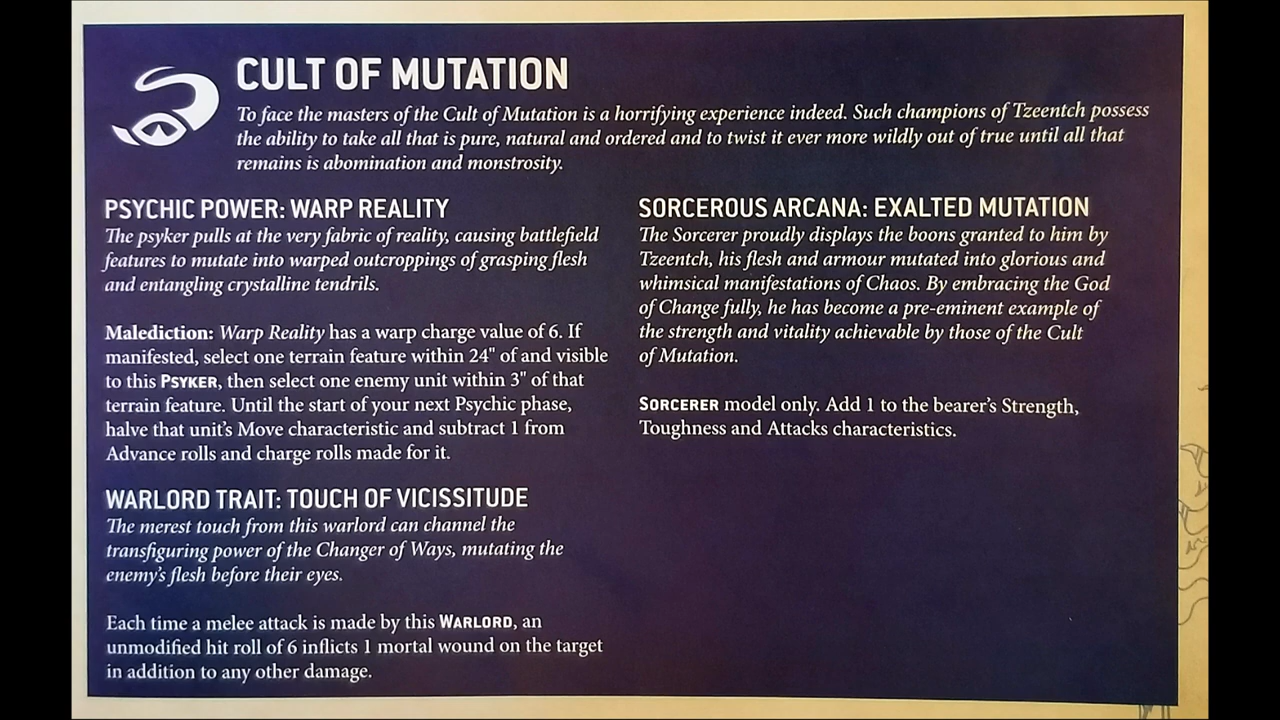 CULT OF MUTATION
To face the masters of the Cult of Mutation is a horrifying experience indeed. Such champions of Tzeentch possess
the ability to take all that is pure, natural and ordered and to twist it ever more wildly out of true until all that
remains is abomination and monstrosity.
PSYCHIC POWER: WARP REALITY
The psyker pulls at the very fabric of reality, causing battlefield
features to mutate into warped outcroppings of grasping flesh
and entangling crystalline tendrils.
Malediction: Warp Reality has a warp charge value of 6. If
manifested, select one terrain feature within 24" of and visible
to this PSYKER, then select one enemy unit within 3" of that
terrain feature. Until the start of your next Psychic phase,
halve that unit's Move characteristic and subtract 1 from
Advance rolls and charge rolls made for it.
WARLORD TRAIT: TOUCH OF VICISSITUDE
The merest touch from this warlord can channel the
transfiguring power of the Changer of Ways, mutating the
enemy's flesh before their eyes.
Each time a melee attack is made by this WARLORD, an
unmodified hit roll of 6 inflicts 1 mortal wound on the target
in addition to any other damage.
SORCEROUS ARCANA: EXALTED MUTATION
The Sorcerer proudly displays the boons granted to him by
Tzeentch, his flesh and armour mutated into glorious and
whimsical manifestations of Chaos. By embracing the God
of Change fully, he has become a pre-eminent example of
the strength and vitality achievable by those of the Cult
of Mutation.
SORCERER model only. Add 1 to the bearer's Strength,
Toughness and Attacks characteristics.